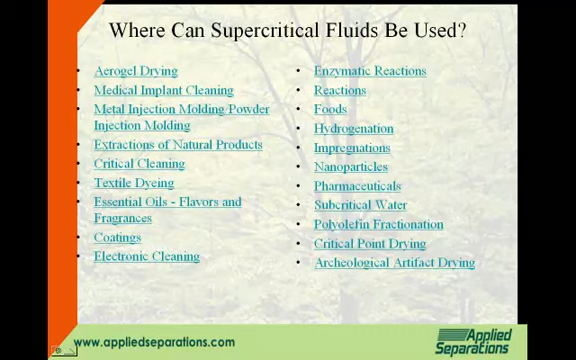 Where Can Supercritical Fluids Be Used?
• Aerogel Drying
• Medical Implant Cleaning
• Metal Injection Molding/Powder
Injection Molding
• Extractions of Natural Products
• Critical Cleaning
• Textile Dyeing
• Essential Oils - Flavors and
Fragrances
• Coatings
• Electronic Cleaning
• Enzymatic Reactions
• Reactions
• Foods
• Hydrogenation
• Impregnations
• Nanoparticles
• Pharmaceuticals
• Subcritical Water
• Polyolefin Fractionation
• Critical Point Drying
• Archeological Artifact Drying
www.appliedseparations.com
Applied
Separations